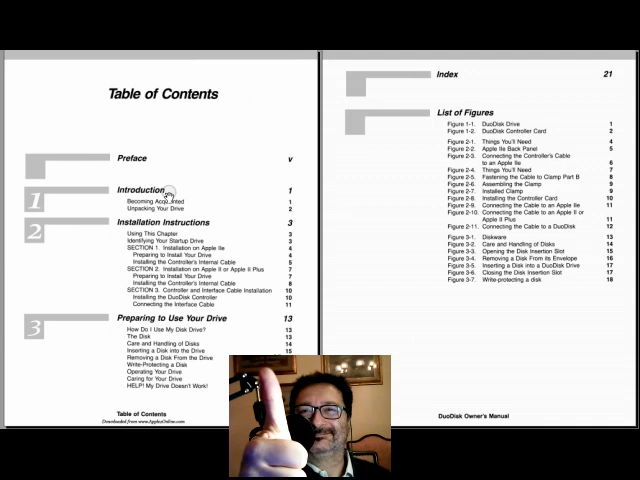 Table of Contents
Preface v
1
Introduction 1
Becoming Acquainted 1
Unpacking Your Drive 2
2
Installation Instructions 3
Using This Chapter 3
Identifying Your Startup Drive 3
SECTION 1. Installation on Apple IIe 4
Preparing to Install Your Drive 4
Installing the Controller's Internal Cable 5
SECTION 2. Installation on Apple II or Apple II Plus 7
Preparing to Install Your Drive 7
Installing the Controller's Internal Cable 8
SECTION 3. Controller and Interface Cable Installation 10
Installing the DuoDisk Controller 10
Connecting the Interface Cable 11
3
Preparing to Use Your Drive 13
How Do I Use My Disk Drive? 13
The Disk 13
Care and Handling of Disks 14
Inserting a Disk into the Drive 15
Removing a Disk From the Drive
Write-Protecting a Disk
Operating Your Drive
Caring for Your Drive
HELP! My Drive Doesn't Work!
Table of Contents
Downloaded from www.Apple2Online.com
Index 21
List of Figures
Figure 1-1. DuoDisk Drive 1
Figure 1-2. DuoDisk Controller Card 2
Figure 2-1. Things You'll Need 4
Figure 2-2. Apple IIe Back Panel 5
Figure 2-3. Connecting the Controller's Cable
to an Apple IIe 6
Figure 2-4. Things You'll Need 7
Figure 2-5. Fastening the Cable to Clamp Part B 8
Figure 2-6. Assembling the Clamp 9
Figure 2-7. Installed Clamp 9
Figure 2-8. Installing the Controller Card 10
Figure 2-9. Connecting the Cable to an Apple IIe 11
Figure 2-10. Connecting the Cable to an Apple II or
Apple II Plus 11
Figure 2-11. Connecting the Cable to a DuoDisk 12
Figure 3-1. Diskware 13
Figure 3-2. Care and Handling of Disks 14
Figure 3-3. Opening the Disk Insertion Slot 15
Figure 3-4. Removing a Disk From its Envelope 16
Figure 3-5. Inserting a Disk into a DuoDisk Drive 17
Figure 3-6. Closing the Disk Insertion Slot 17
Figure 3-7. Write-protecting a disk 18
DuoDisk Owner's Manual